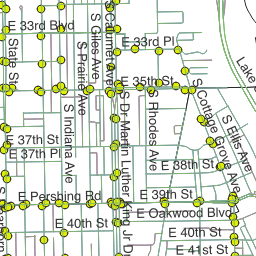 E 33rd Blvd
E 33rd Pl
S Calumet Ave
S Giles Ave
S Prairie Ave
Lake
E 35th St
S Cottage Grove Ave
S Ellis Ave
S Indiana Ave
S Dr Martin Luther King Jr Dr
S Rhodes Ave
E 37th St
E 37th Pl
E 38th St
E Pershing Rd
E 39th St
E Oakwood Blvd
E 40th St
E 40th St
E 41st St